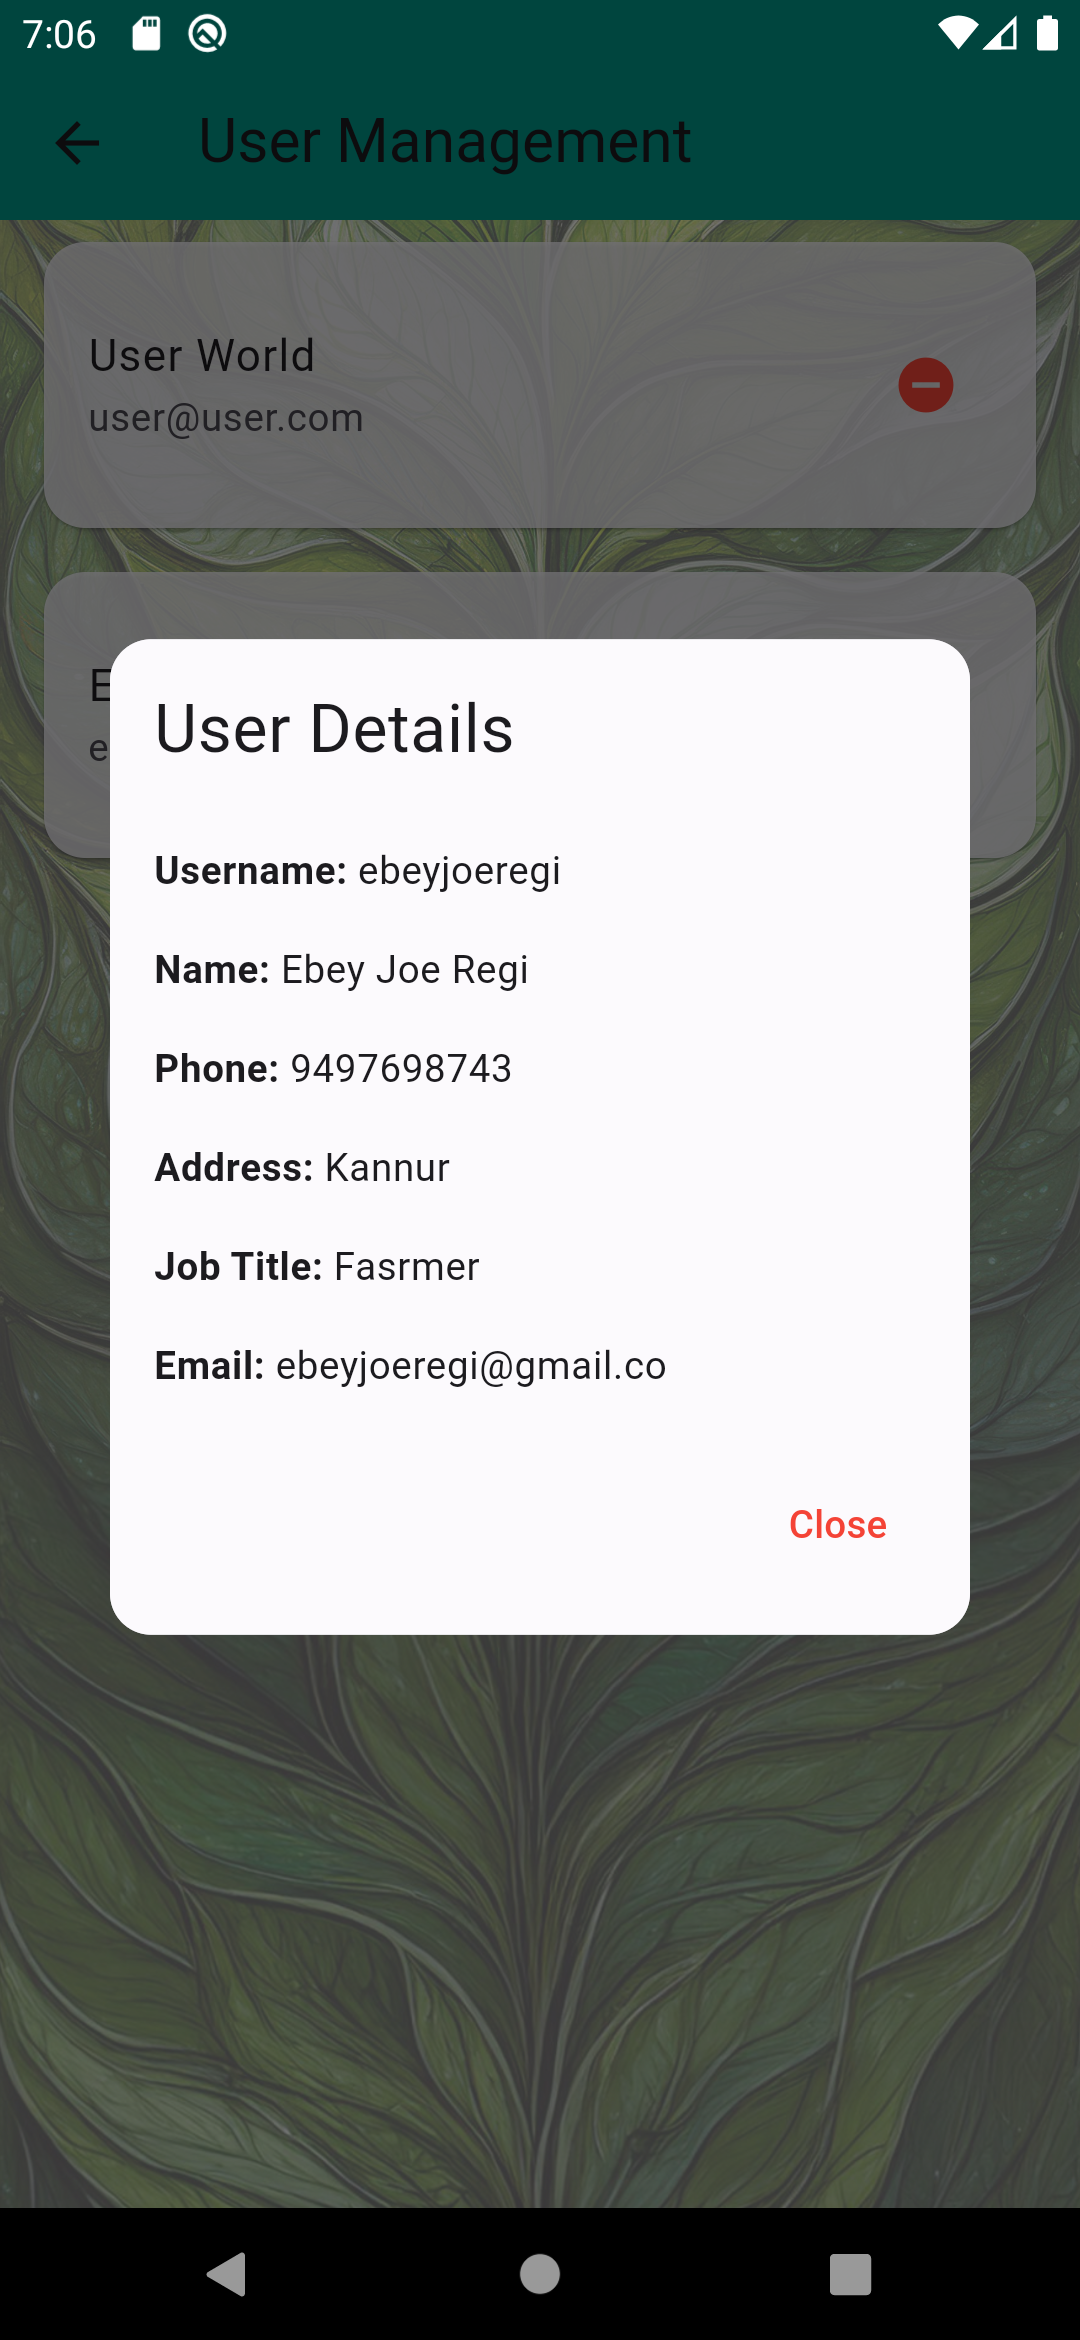 7:06
User Management
User World
user@user.com
E
e
User Details
Username: ebeyjoeregi
Name: Ebey Joe Regi
Phone: 9497698743
Address: Kannur
Job Title: Fasrmer
Email: ebeyjoeregi@gmail.co
Close